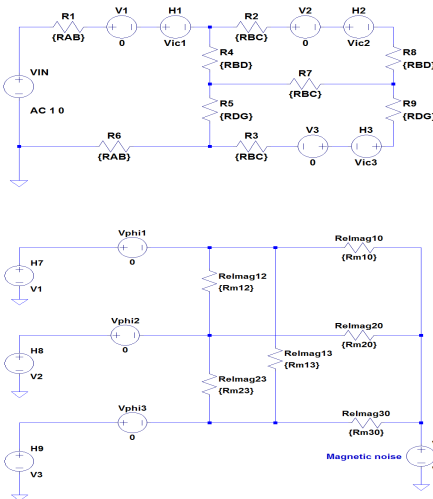 R1 V1 H1 R2 V2 H2
{RAB} 0 Vic1 {RBC} 0 Vic2
R4 R8
{RBD} {RBD
VIN R7
{RBC}
AC 1 0 R5 R9
{RDG} {RDG
R6 R3 V3 H3
{RAB} {RBC} 0 Vic3
Vphi1 Relmag10
0 {Rm10}
H7 Relmag12
V1 {Rm12}
Vphi2 Relmag20
0 {Rm20}
H8 Relmag13
V2 {Rm13}
Relmag23
{Rm23}
Vphi3 Relmag30
0 {Rm30}
H9 Magnetic noise
V3